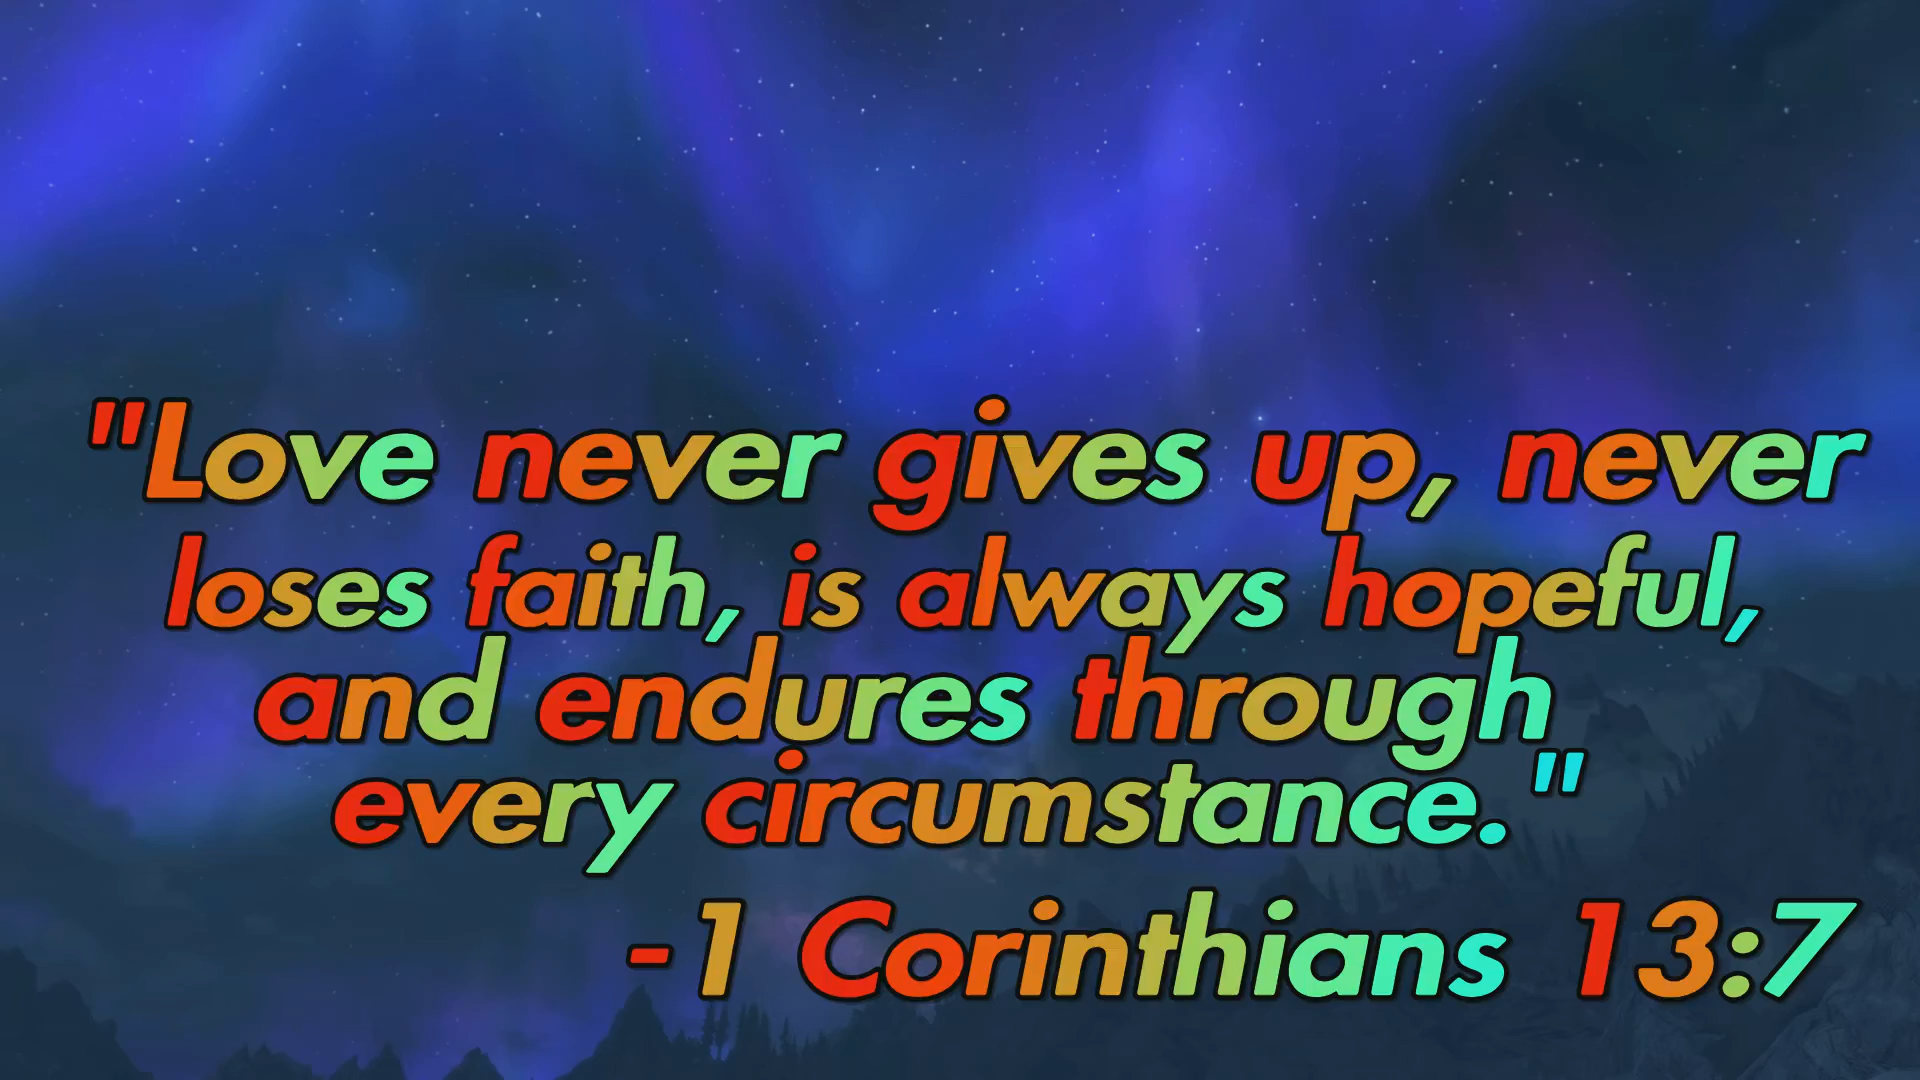 "Love never gives up, never
loses faith, is always hopeful,
and endures through
every circumstance."
-1 Corinthians 13:7